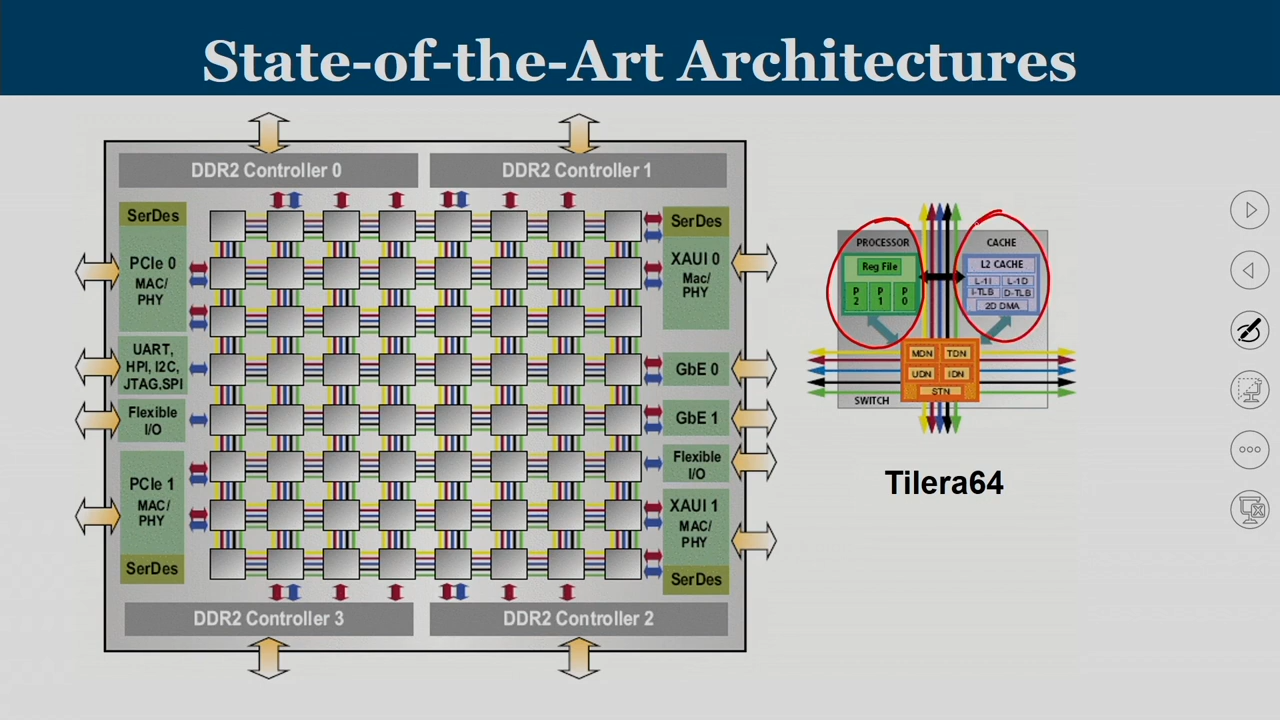 State-of-the-Art Architectures
DDR2 Controller 0
DDR2 Controller 1
SerDes
PCIe 0
MAC/
PHY
UART,
HPI, I2C,
JTAG.SPI
Flexible
I/O
PCIe 1
MAC/
PHY
SerDes
SerDes
XAUI 0
Mac/
PHY
GbE 0
GbE 1
Flexible
I/O
XAUI 1
MAC/
PHY
SerDes
DDR2 Controller 3
DDR2 Controller 2
PROCESSOR
Reg File
P
2
P
1
P
0
CACHE
L2 CACHE
L-1I
L-1D
I-TLB
D-TLB
2D DMA
MDN
TDN
UDN
IDN
STN
SWITCH
Tilera64